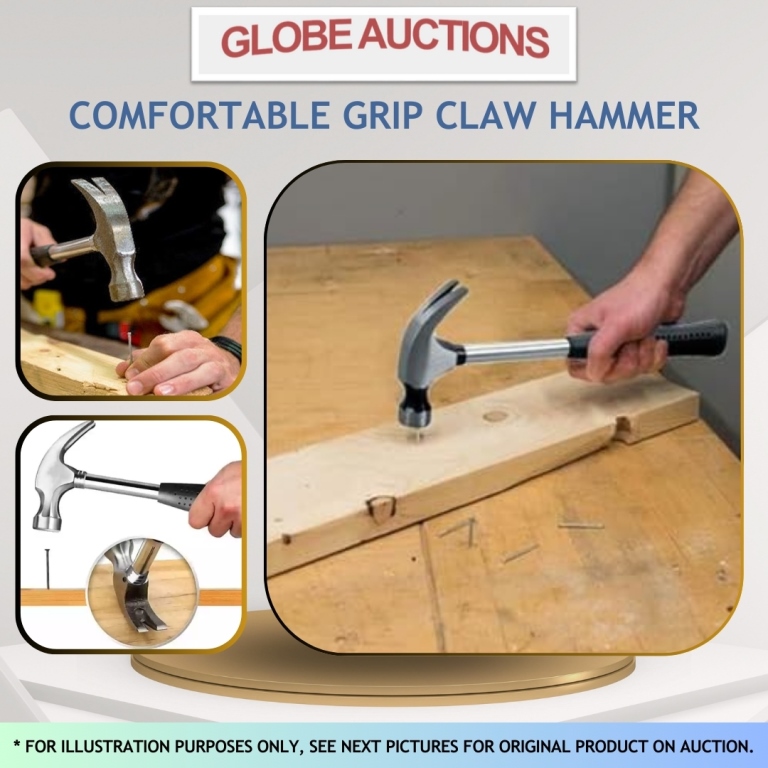 GLOBE AUCTIONS
COMFORTABLE GRIP CLAW HAMMER
* FOR ILLUSTRATION PURPOSES ONLY, SEE NEXT PICTURES FOR ORIGINAL PRODUCT ON AUCTION.